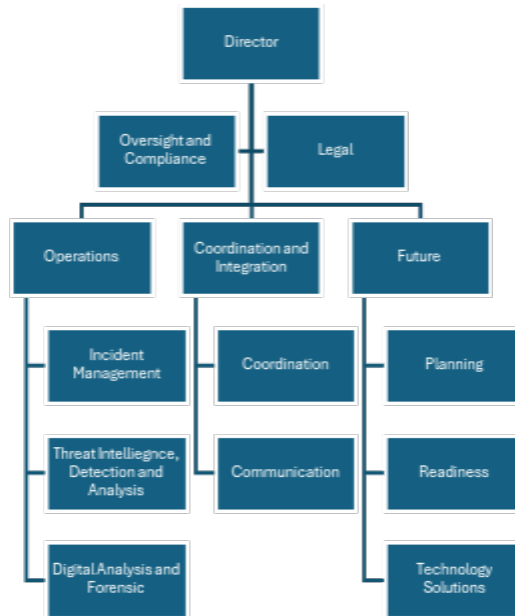 Director
Oversight and
Compliance
Legal
Operations
Coordination and
Integration
Future
Incident
Management
Coordination
Planning
Threat Intelliegnce,
Detection and
Analysis
Communication
Readiness
Digital Analysis and
Forensic
Technology
Solutions